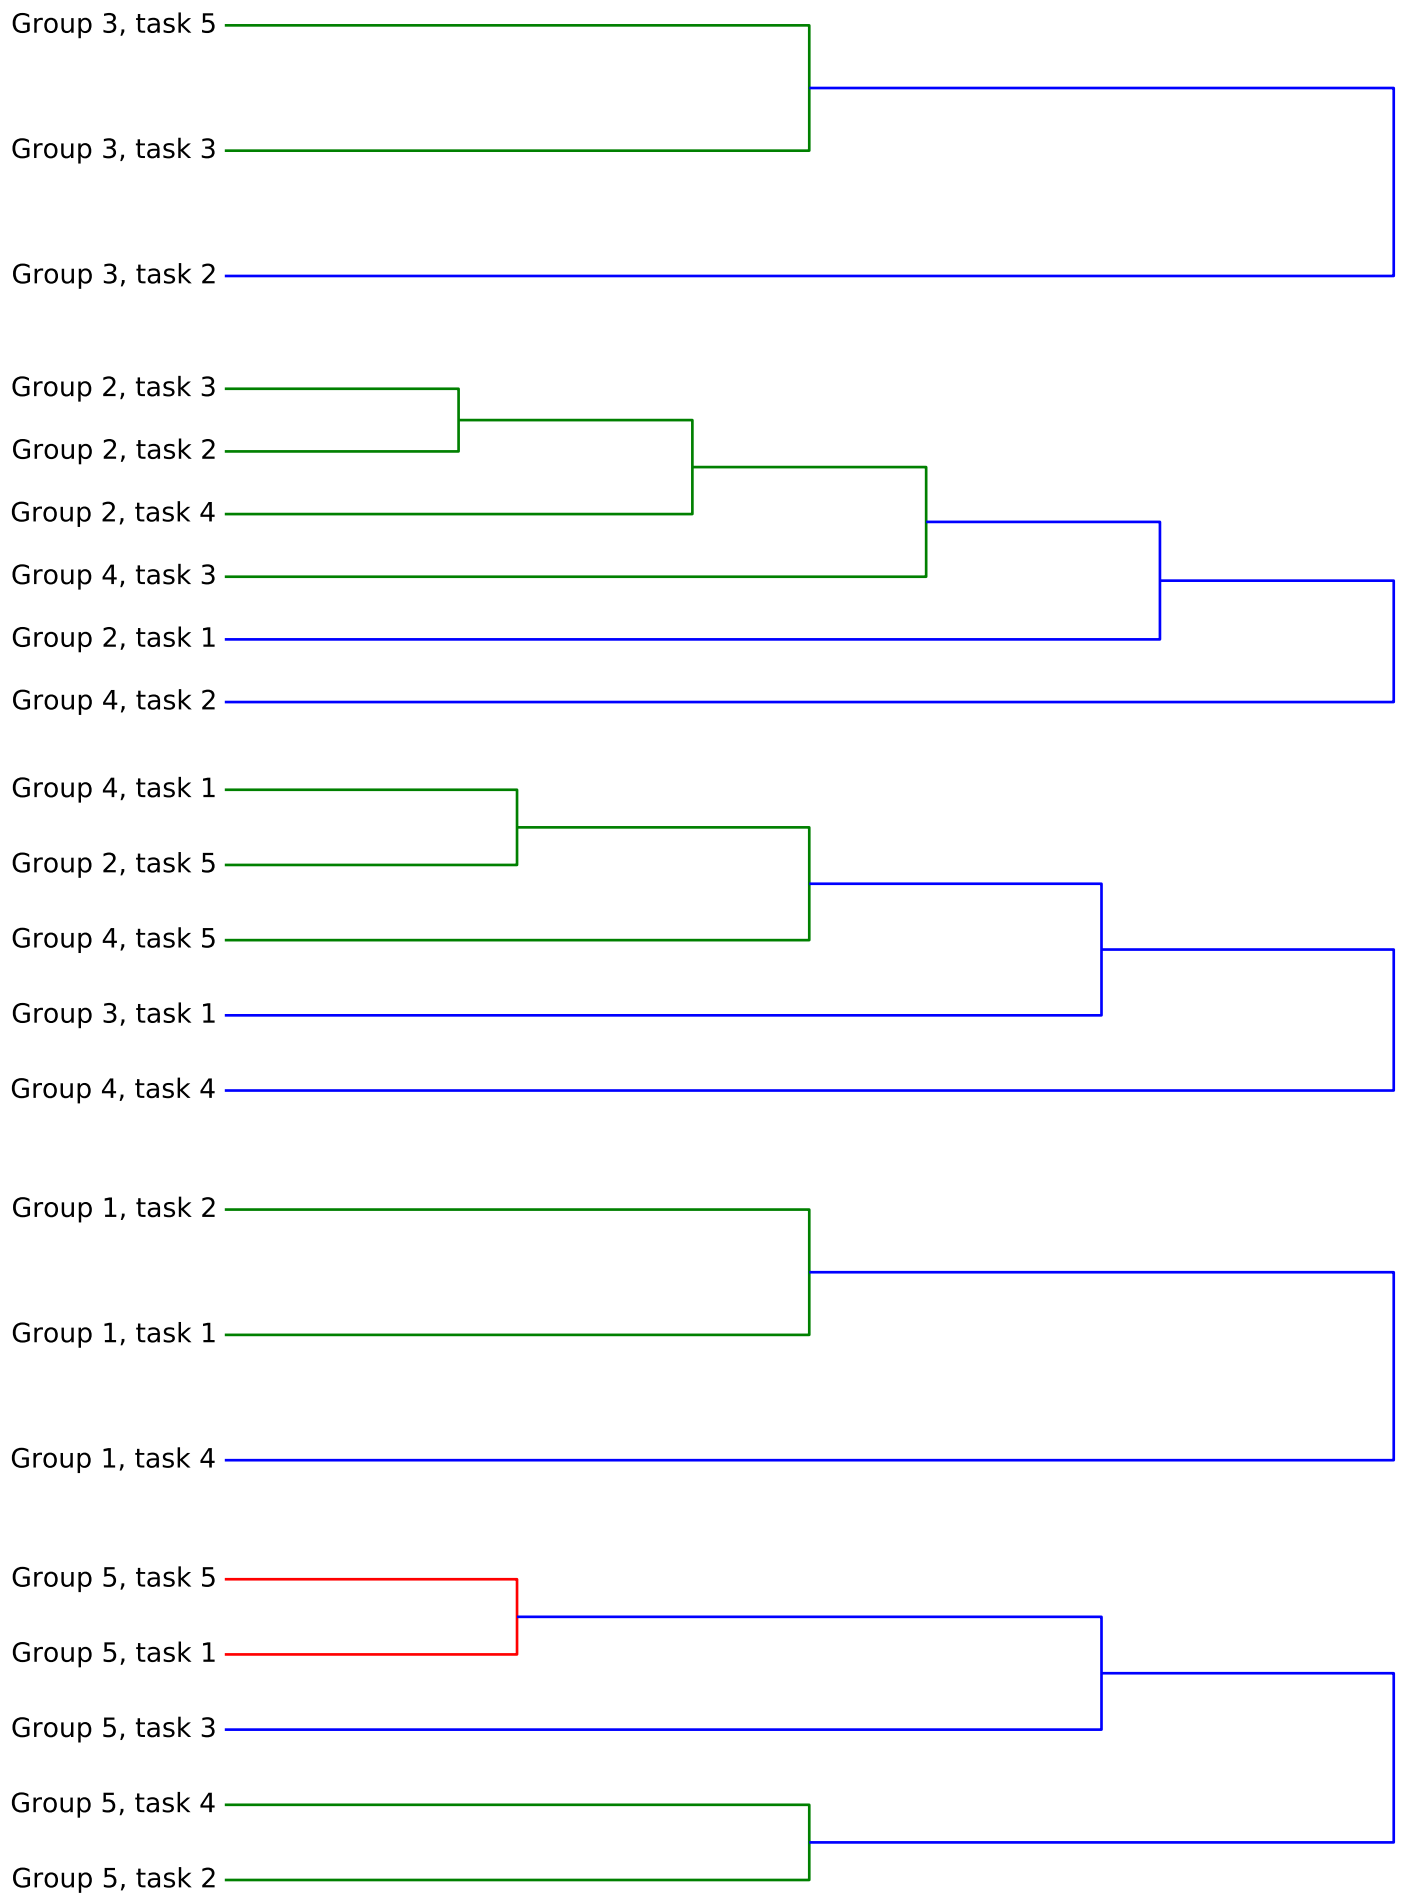 Group 3, task 5
Group 3, task 3
Group 3, task 2
Group 2, task 3
Group 2, task 2
Group 2, task 4
Group 4, task 3
Group 2, task 1
Group 4, task 2
Group 4, task 1
Group 2, task 5
Group 4, task 5
Group 3, task 1
Group 4, task 4
Group 1, task 2
Group 1, task 1
Group 1, task 4
Group 5, task 5
Group 5, task 1
Group 5, task 3
Group 5, task 4
Group 5, task 2